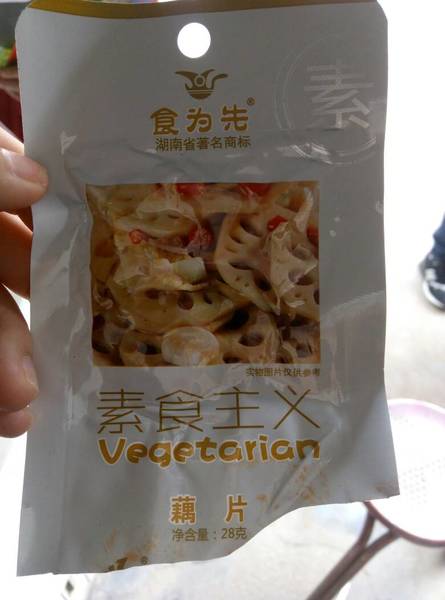 素
食为先®
湖南省著名商标
实物图片仅供参考
素食主义
Vegetarian
藕片
净含量：28克